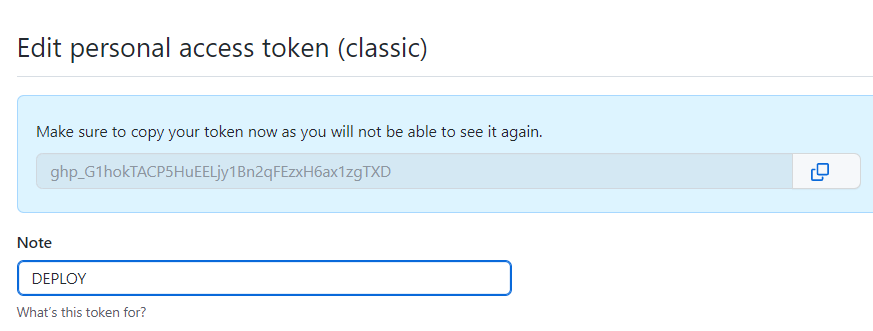 Edit personal access token (classic)
Make sure to copy your token now as you will not be able to see it again.
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
Note
DEPLOY
What's this token for?